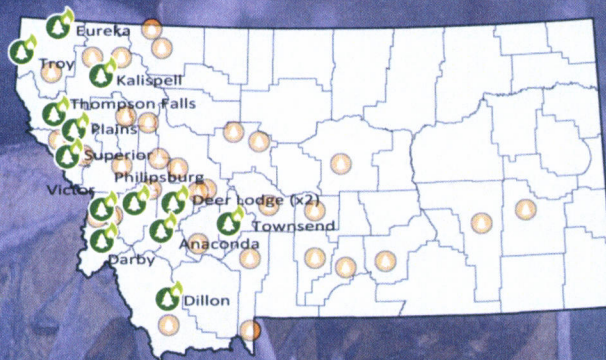 Eureka
Troy
Kalispell
Thompson Falls
Plains
Superior
Philipsburg
Victor
Deer Lodge (x2)
Townsend
Anaconda
Darby
Dillon